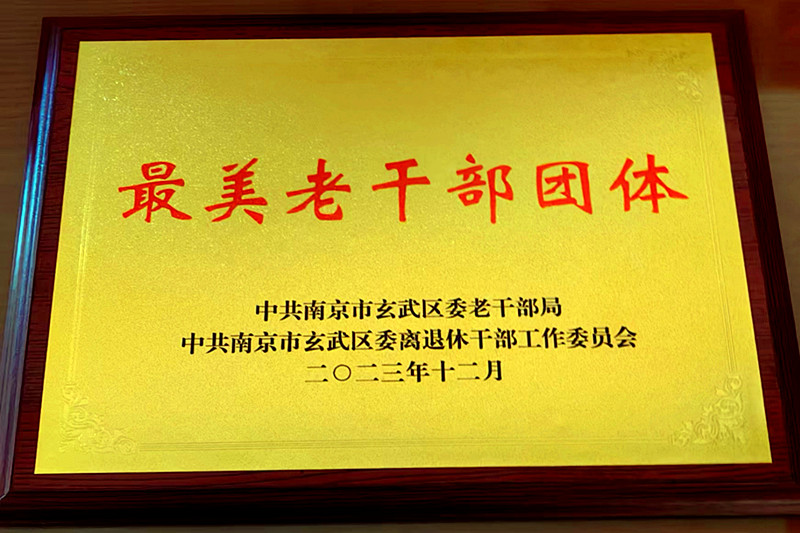 最美老干部团体
中共南京市玄武区委老干部局
中共南京市玄武区委离退休干部工作委员会
二〇二三年十二月